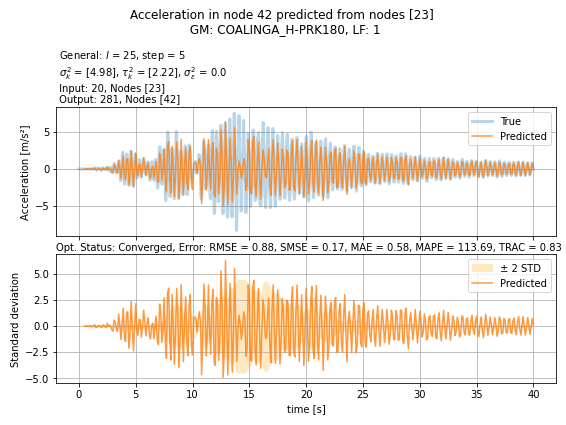 Acceleration in node 42 predicted from nodes [23]
GM: COALINGA_H-PRK180, LF: 1
General: l = 25, step = 5
σ²ₖ = [4.98], τ²ₖ = [2.22], σ²ε = 0.0
Input: 20, Nodes [23]
Output: 281, Nodes [42]
Acceleration [m/s²]
5
0
−5
True
Predicted
Opt. Status: Converged, Error: RMSE = 0.88, SMSE = 0.17, MAE = 0.58, MAPE = 113.69, TRAC = 0.83
Standard deviation
5.0
2.5
0.0
−2.5
−5.0
± 2 STD
Predicted
0 5 10 15 20 25 30 35 40
time [s]